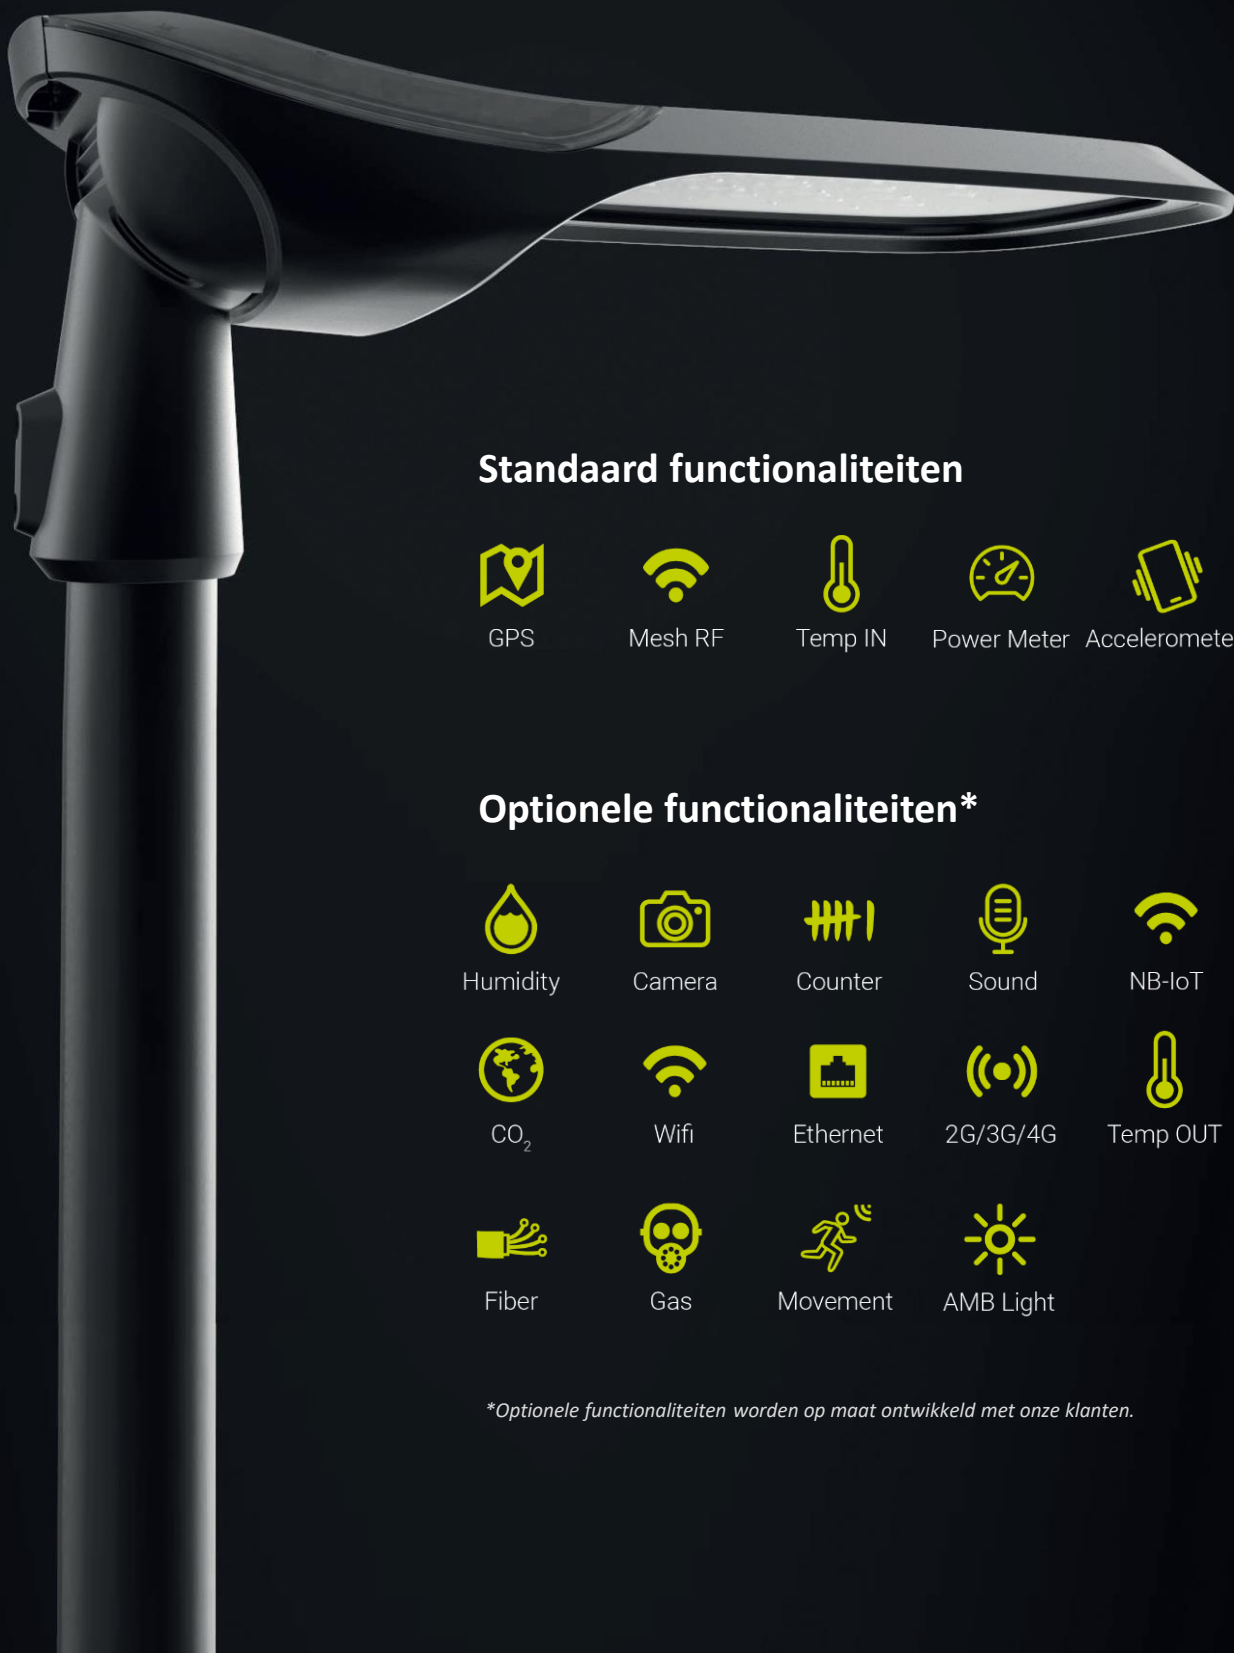 Standaard functionaliteiten
GPS Mesh RF Temp IN Power Meter Acceleromete
Optionele functionaliteiten*
Humidity Camera Counter Sound NB-IoT
CO₂ Wifi Ethernet 2G/3G/4G Temp OUT
Fiber Gas Movement AMB Light
*Optionele functionaliteiten worden op maat ontwikkeld met onze klanten.